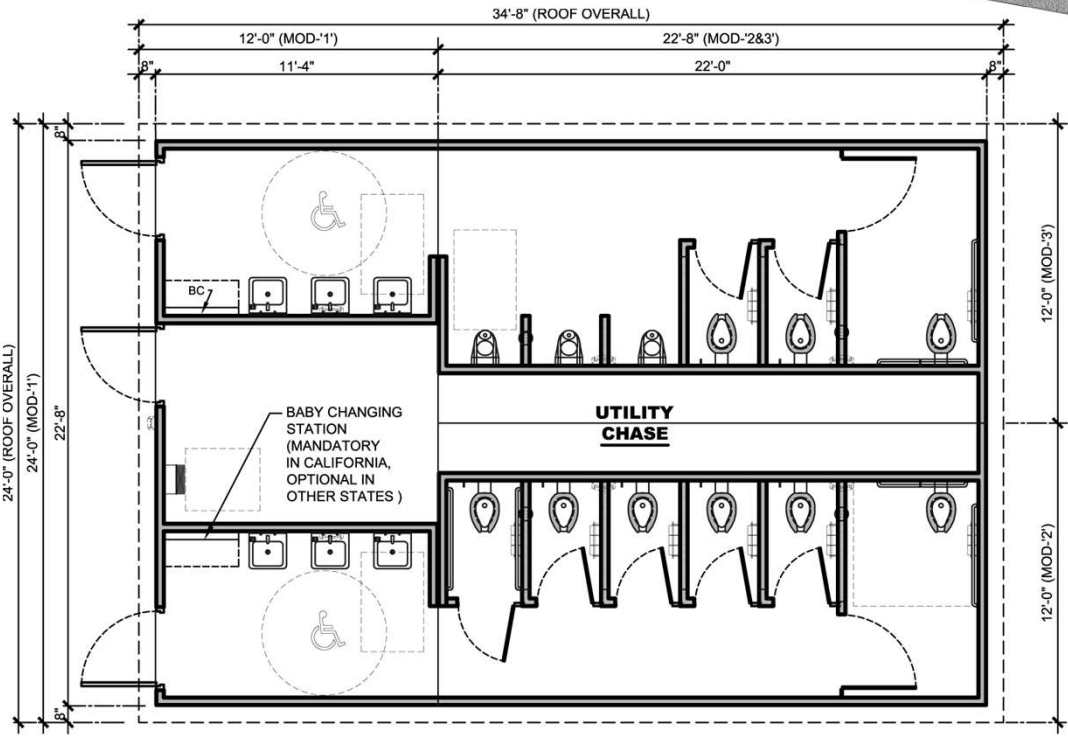 34'-8" (ROOF OVERALL)
12'-0" (MOD-'1')
22'-8" (MOD-'2&3')
8"
11'-4"
22'-0"
8"
8"
24'-0" (ROOF OVERALL)
24'-0" (MOD-'1')
22'-8"
8"
12'-0" (MOD-'3')
12'-0" (MOD-'2')
BC
BABY CHANGING
STATION
(MANDATORY
IN CALIFORNIA,
OPTIONAL IN
OTHER STATES )
UTILITY
CHASE